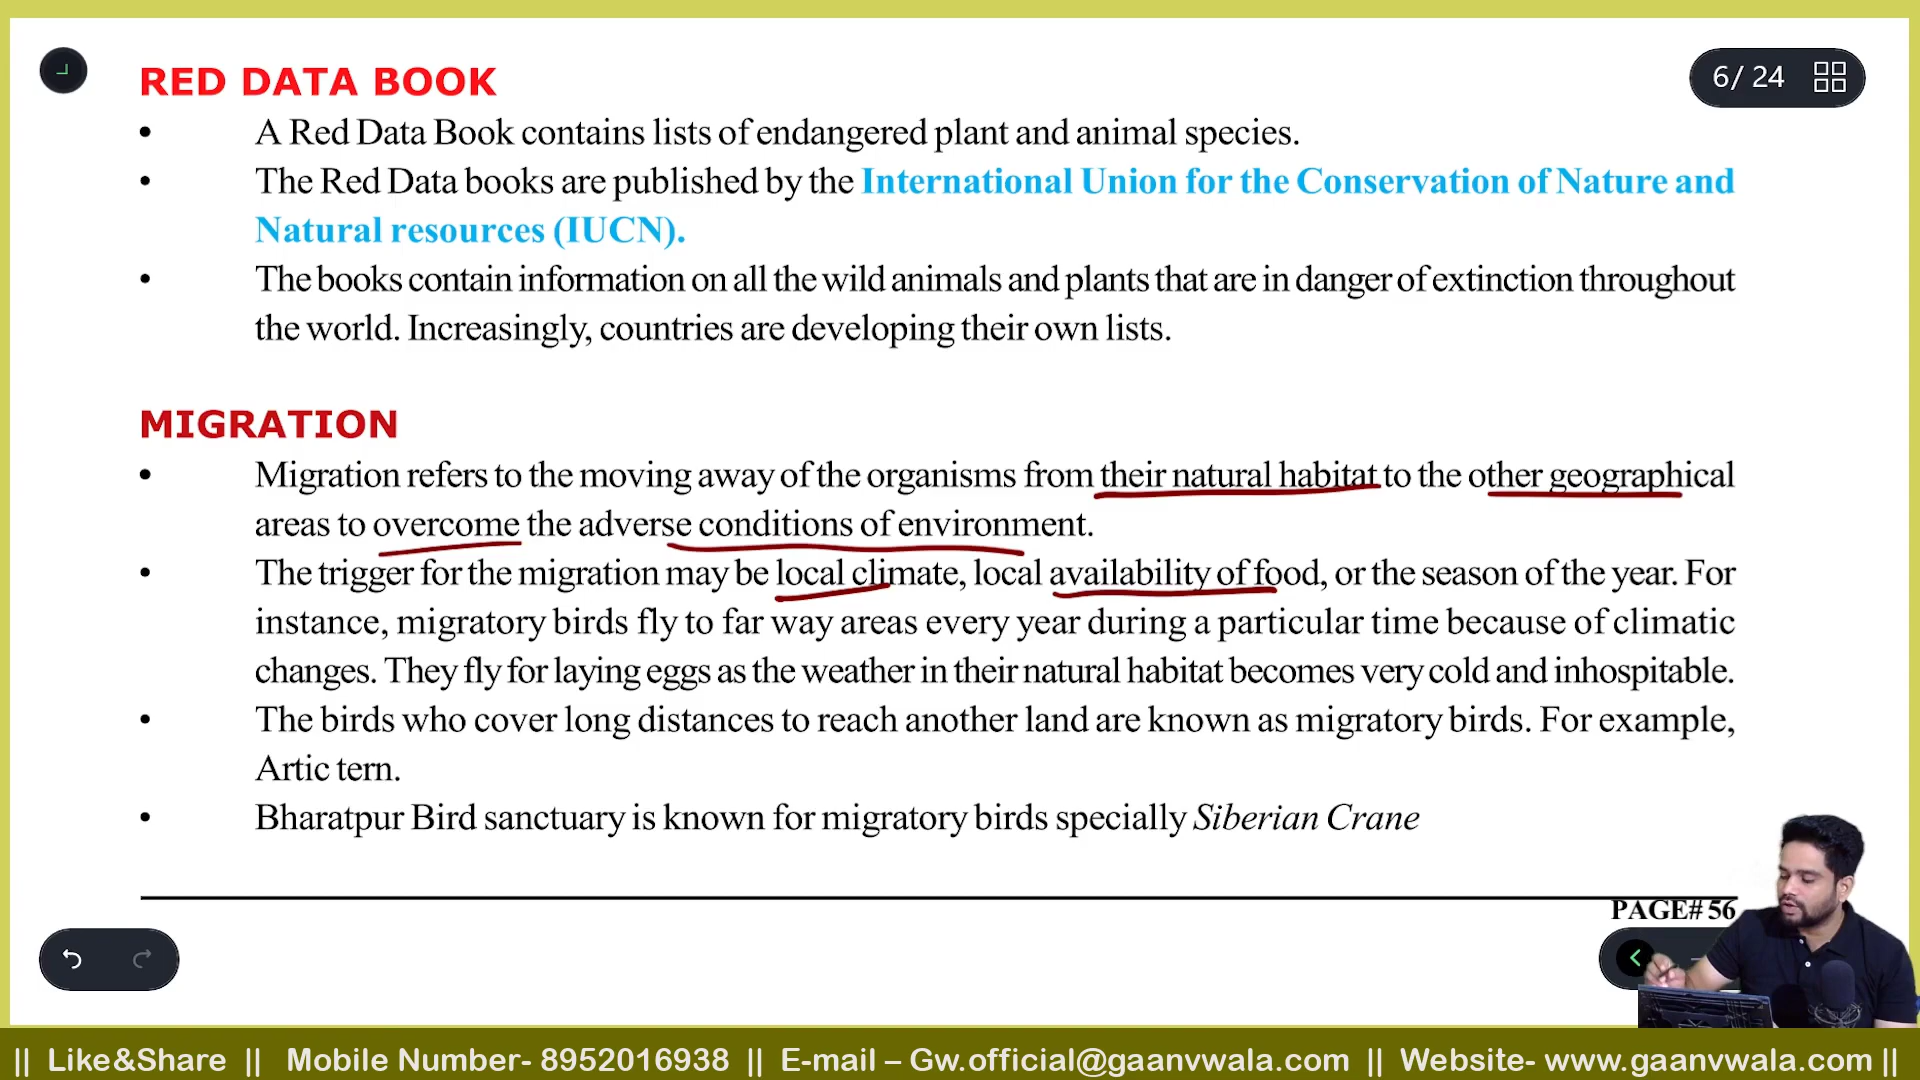 RED DATA BOOK
6/ 24
• A Red Data Book contains lists of endangered plant and animal species.
• The Red Data books are published by the International Union for the Conservation of Nature and
Natural resources (IUCN).
• The books contain information on all the wild animals and plants that are in danger of extinction throughout
the world. Increasingly, countries are developing their own lists.
MIGRATION
• Migration refers to the moving away of the organisms from their natural habitat to the other geographical
areas to overcome the adverse conditions of environment.
• The trigger for the migration may be local climate, local availability of food, or the season of the year. For
instance, migratory birds fly to far way areas every year during a particular time because of climatic
changes. They fly for laying eggs as the weather in their natural habitat becomes very cold and inhospitable.
• The birds who cover long distances to reach another land are known as migratory birds. For example,
Artic tern.
• Bharatpur Bird sanctuary is known for migratory birds specially Siberian Crane
PAGE# 56
|| Like&Share || Mobile Number- 8952016938 || E-mail – Gw.official@gaanvwala.com || Website- www.gaanvwala.com ||